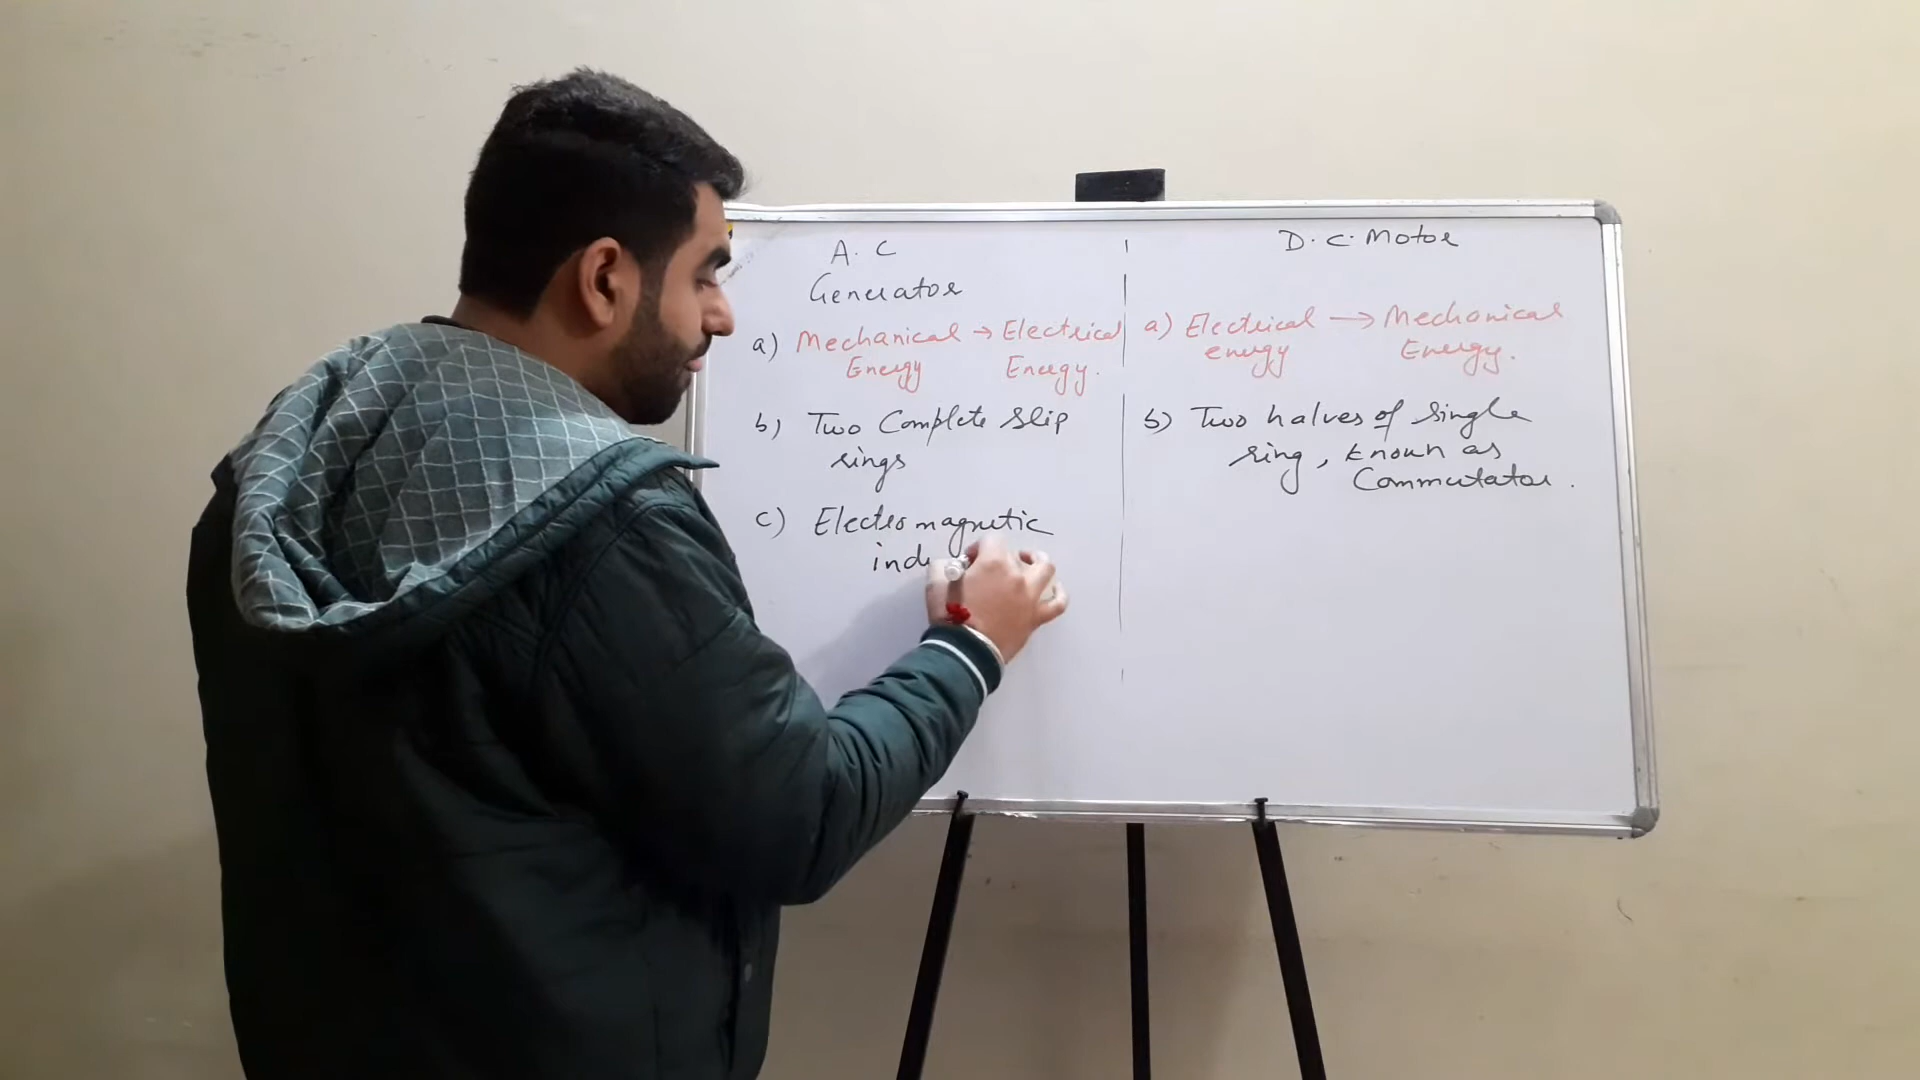 A. C
Generator
a) Mechanical → Electrical
Energy Energy.
b) Two Complete slip
rings
c) Electromagnetic
D. C. Motor
a) Electrical → Mechanical
energy Energy.
b) Two halves of single
ring, known as
Commutator.